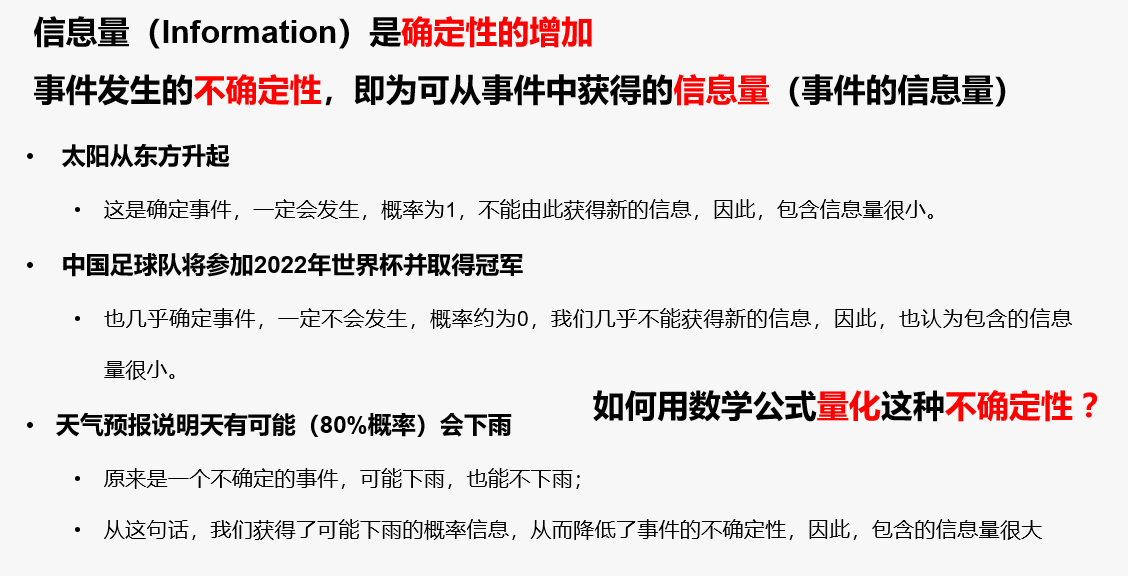 信息量（Information）是确定性的增加
事件发生的不确定性，即为可从事件中获得的信息量（事件的信息量）
• 太阳从东方升起
• 这是确定事件，一定会发生，概率为1，不能由此获得新的信息，因此，包含信息量很小。
• 中国足球队将参加2022年世界杯并取得冠军
• 也几乎确定事件，一定不会发生，概率约为0，我们几乎不能获得新的信息，因此，也认为包含的信息
量很小。
如何用数学公式量化这种不确定性？
• 天气预报说明天有可能（80%概率）会下雨
• 原来是一个不确定的事件，可能下雨，也能不下雨；
• 从这句话，我们获得了可能下雨的概率信息，从而降低了事件的不确定性，因此，包含的信息量很大